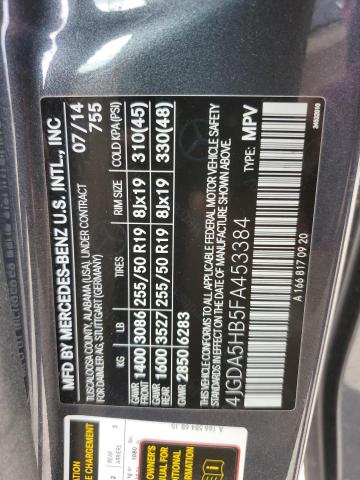 MFD BY MERCEDES-BENZ U.S. INTL., INC
TUSCALOOSA COUNTY, ALABAMA (USA) UNDER CONTRACT
FOR DAIMLER AG, STUTTGART (GERMANY)
07/14
755
KG LB TIRES RIM SIZE COLD KPA(PSI)
GAWR FRONT 1400 3086 255/50 R19 8Jx19 310(45)
GAWR REAR 1600 3527 255/50 R19 8Jx19 330(48)
GVWR 2850 6283
THIS VEHICLE CONFORMS TO ALL APPLICABLE FEDERAL MOTOR VEHICLE SAFETY
STANDARDS IN EFFECT ON THE DATE OF MANUFACTURE SHOWN ABOVE.
4JGDA5HB5FA453384
TYPE: MPV
A 166 817 09 20
OWNER'S
MANUAL